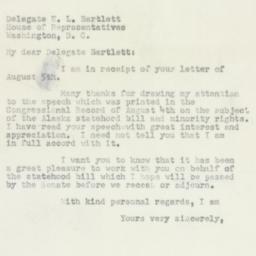 Delegate E. L. Bartlett
House of Representatives
Washington, D. C.
My dear Delegate Bartlett:
I am in receipt of your letter of
August 5th.
Many thanks for drawing my attention
to the speech which was printed in the
Congressional Record of August 4th on the subject
of the Alaska statehood bill and minority rights.
I have read your speech with great interest and
appreciation. I need not tell you that I am
in full accord with it.
I want you to know that it has been
a great pleasure to work with you on behalf of
the statehood bill which I hope will be passed
by the Senate before we recess or adjourn.
With kind personal regards, I am
Yours very sincerely,